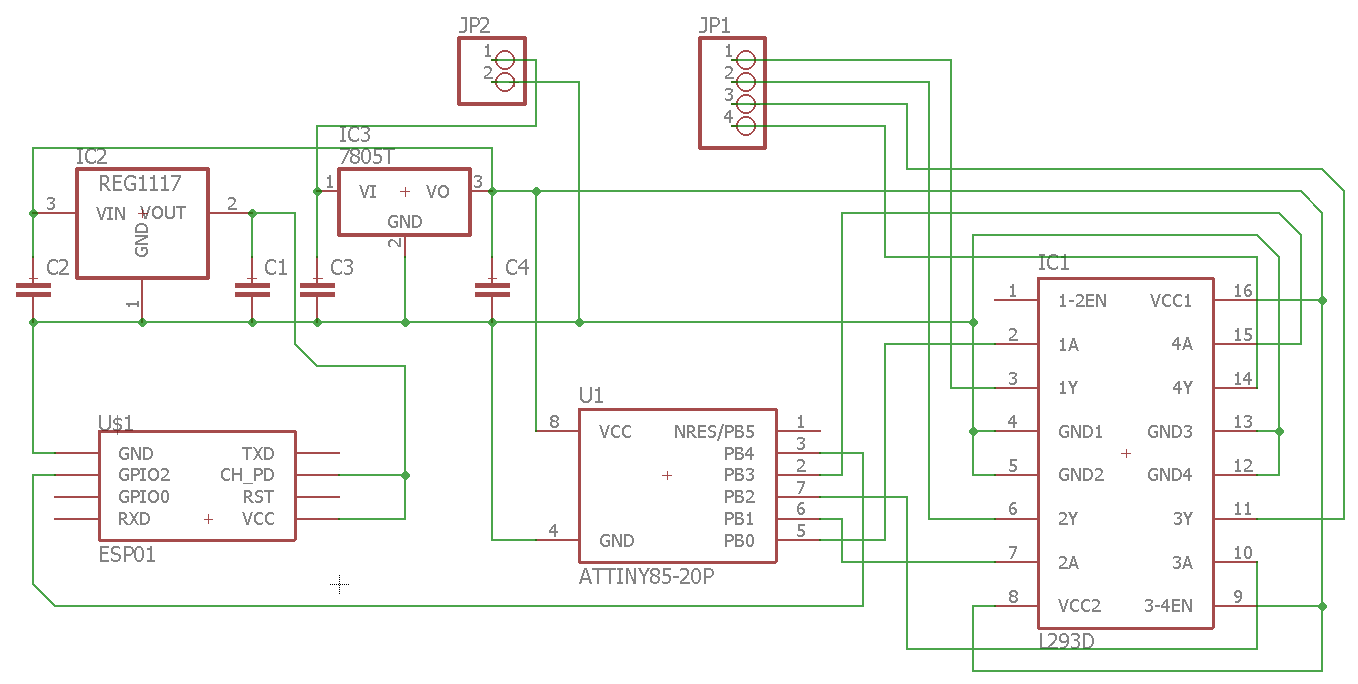 JP2
1
2
JP1
1
2
3
4
IC2
REG1117
3
VIN
VOUT
2
GND
1
IC3
7805T
1
VI
VO
3
GND
2
C2
C1
C3
C4
U$1
GND
TXD
GPIO2
CH_PD
GPIO0
RST
RXD
VCC
ESP01
U1
8
VCC
NRES/PB5
1
PB4
3
PB3
2
PB2
7
PB1
6
4
GND
PB0
5
ATTINY85-20P
IC1
1
1-2EN
VCC1
16
2
1A
4A
15
3
1Y
4Y
14
4
GND1
GND3
13
5
GND2
GND4
12
6
2Y
3Y
11
7
2A
3A
10
8
VCC2
3-4EN
9
L293D